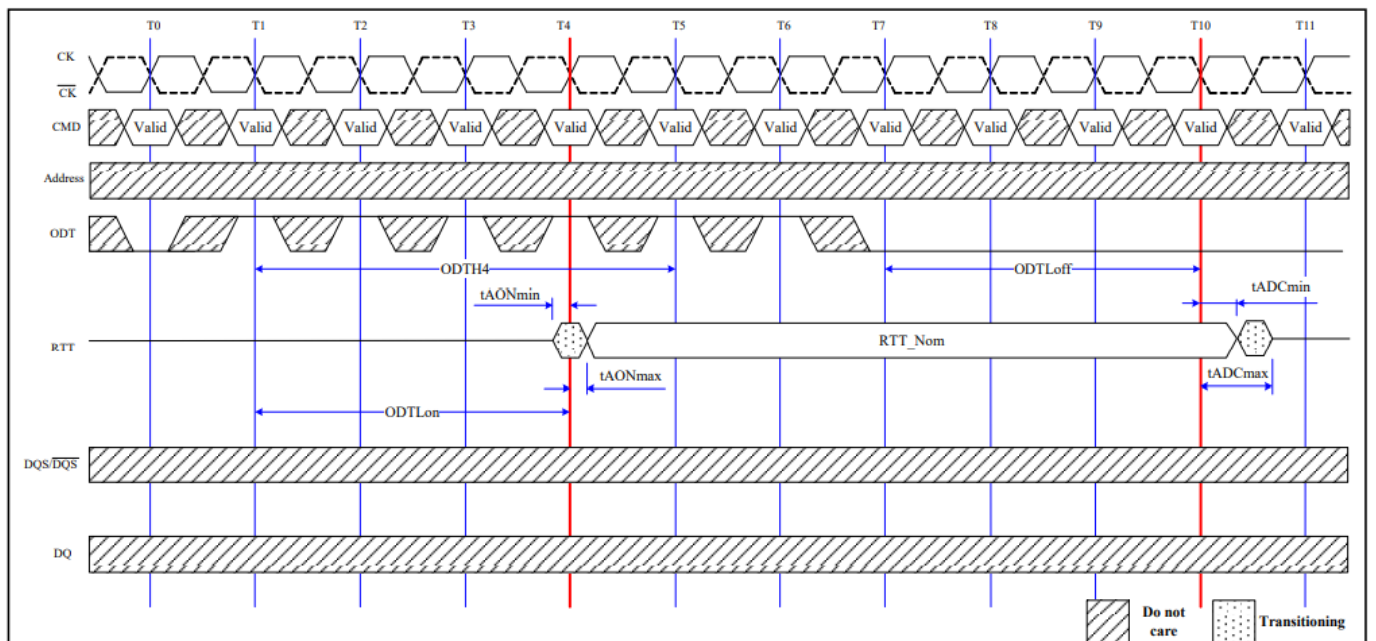 T0 T1 T2 T3 T4 T5 T6 T7 T8 T9 T10 T11
CK
C̅K̅
CMD Valid Valid Valid Valid Valid Valid Valid Valid Valid Valid Valid Valid
Address
ODT
ODTH4 ODTLoff
tAONmin tADCmin
RTT RTT_Nom
tAONmax tADCmax
ODTLon
DQS/D̅Q̅S̅
DQ
Do not care Transitioning